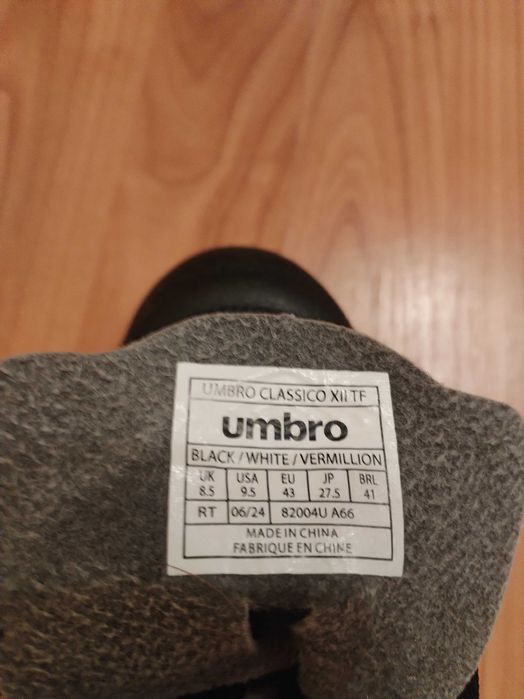 UMBRO CLASSICO XII TF
umbro
BLACK / WHITE / VERMILLION
UK USA EU JP BRL
8.5 9.5 43 27.5 41
RT 06/24 82004U A66
MADE IN CHINA
FABRIQUE EN CHINE